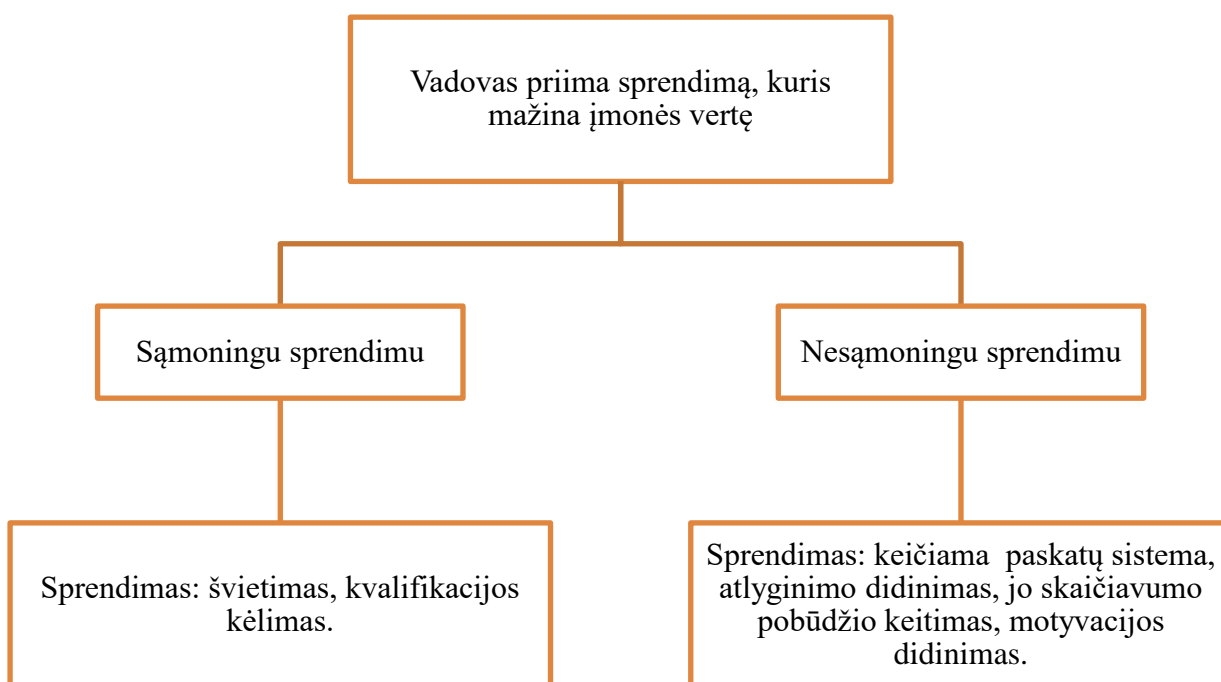 Vadovas priima sprendimą, kuris
mažina įmonės vertę
Sąmoningu sprendimu
Nesąmoningu sprendimu
Sprendimas: švietimas, kvalifikacijos
kėlimas.
Sprendimas: keičiama  paskatų sistema,
atlyginimo didinimas, jo skaičiavumo
pobūdžio keitimas, motyvacijos
didinimas.